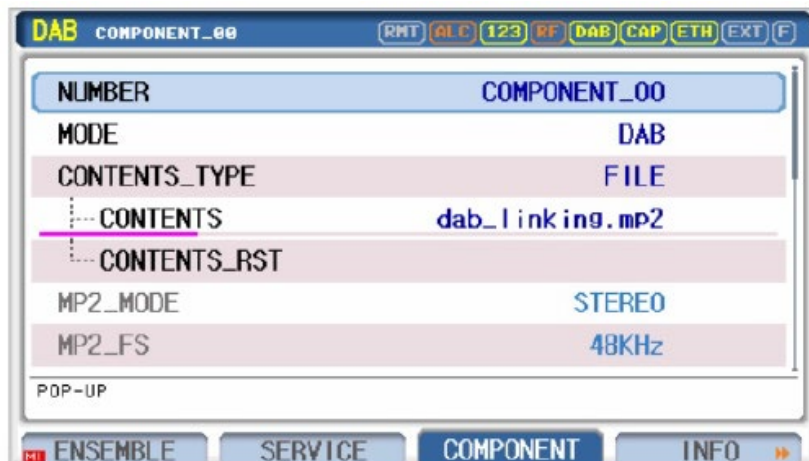 DAB COMPONENT_00 RMT ALC 123 RF DAB CAP ETH EXT F
NUMBER COMPONENT_00
MODE DAB
CONTENTS_TYPE FILE
CONTENTS dab_linking.mp2
CONTENTS_RST
MP2_MODE STEREO
MP2_FS 48KHz
POP-UP
ENSEMBLE SERVICE COMPONENT INFO